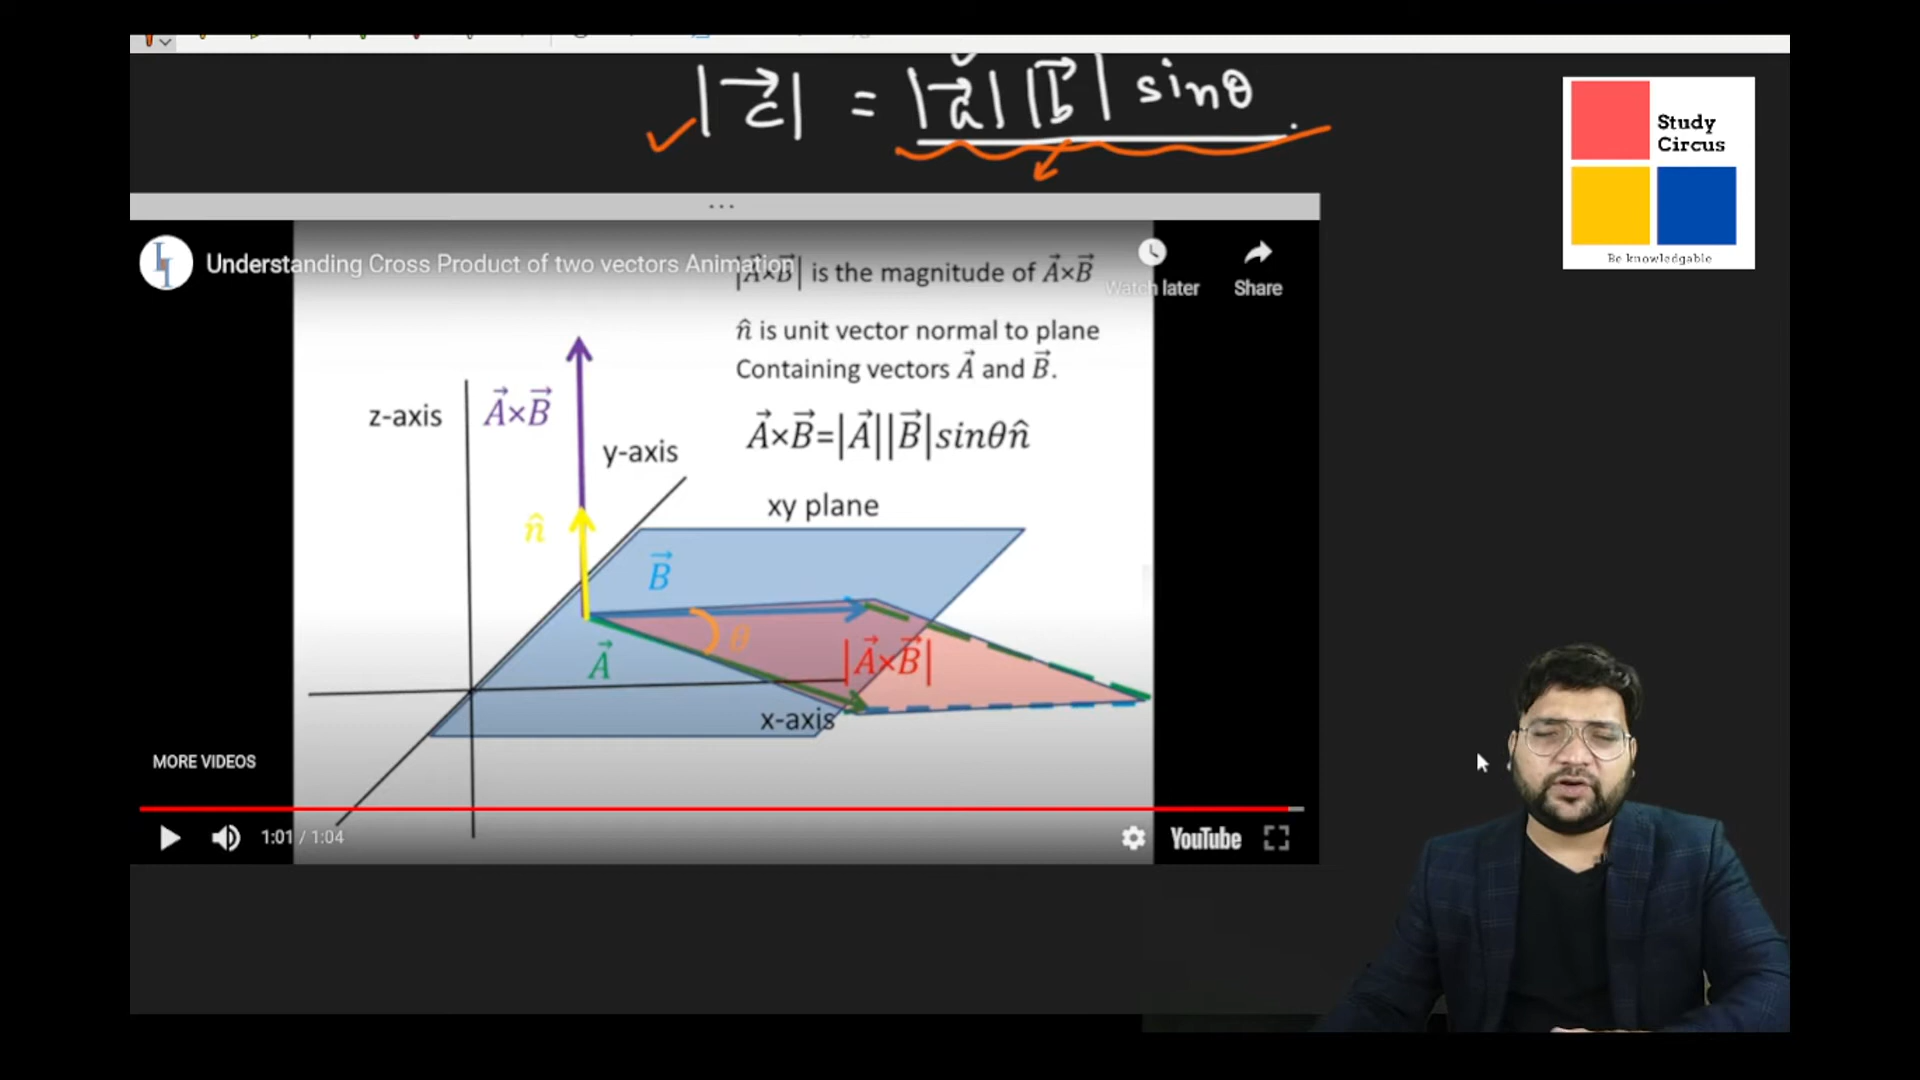 |c⃗| = |a⃗| |b⃗| sinθ.
Study
Circus
Be knowledgable
Understanding Cross Product of two vectors Animation
|A⃗×B⃗| is the magnitude of A⃗×B⃗
Watch later
Share
n̂ is unit vector normal to plane
Containing vectors A⃗ and B⃗.
A⃗×B⃗=|A⃗||B⃗|sinθn̂
z-axis
A⃗×B⃗
y-axis
xy plane
n̂
B⃗
θ
A⃗
|A⃗×B⃗|
x-axis
MORE VIDEOS
1:01 / 1:04
YouTube